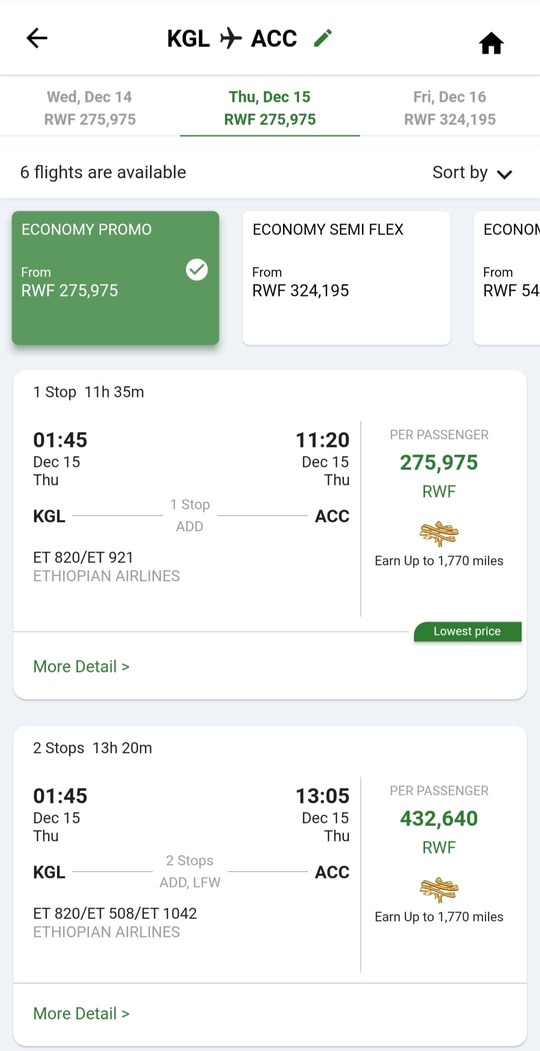 KGL ACC
Wed, Dec 14
RWF 275,975
Thu, Dec 15
RWF 275,975
Fri, Dec 16
RWF 324,195
6 flights are available
Sort by
ECONOMY PROMO
From
RWF 275,975
ECONOMY SEMI FLEX
From
RWF 324,195
ECONOM
From
RWF 54
1 Stop 11h 35m
01:45
Dec 15
Thu
11:20
Dec 15
Thu
KGL
1 Stop
ADD
ACC
ET 820/ET 921
ETHIOPIAN AIRLINES
PER PASSENGER
275,975
RWF
Earn Up to 1,770 miles
Lowest price
More Detail >
2 Stops 13h 20m
01:45
Dec 15
Thu
13:05
Dec 15
Thu
KGL
2 Stops
ADD, LFW
ACC
ET 820/ET 508/ET 1042
ETHIOPIAN AIRLINES
PER PASSENGER
432,640
RWF
Earn Up to 1,770 miles
More Detail >